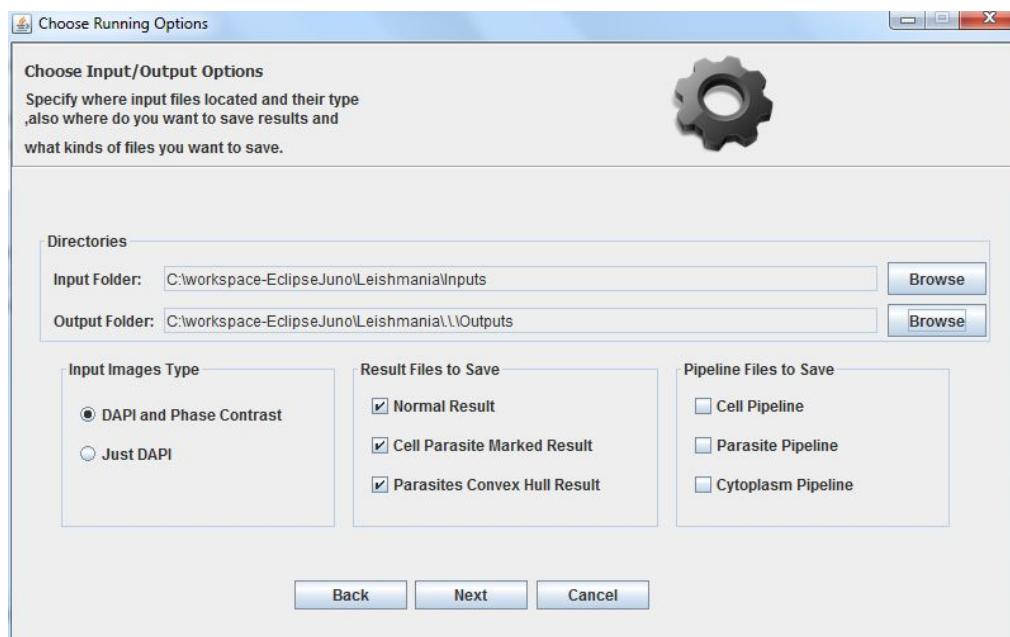 Choose Running Options
Choose Input/Output Options
Specify where input files located and their type
,also where do you want to save results and
what kinds of files you want to save.
Directories
Input Folder: C:\workspace-EclipseJuno\Leishmania\Inputs Browse
Output Folder: C:\workspace-EclipseJuno\Leishmania\.\.\Outputs Browse
Input Images Type Result Files to Save Pipeline Files to Save
DAPI and Phase Contrast Normal Result Cell Pipeline
Just DAPI Cell Parasite Marked Result Parasite Pipeline
Parasites Convex Hull Result Cytoplasm Pipeline
Back Next Cancel